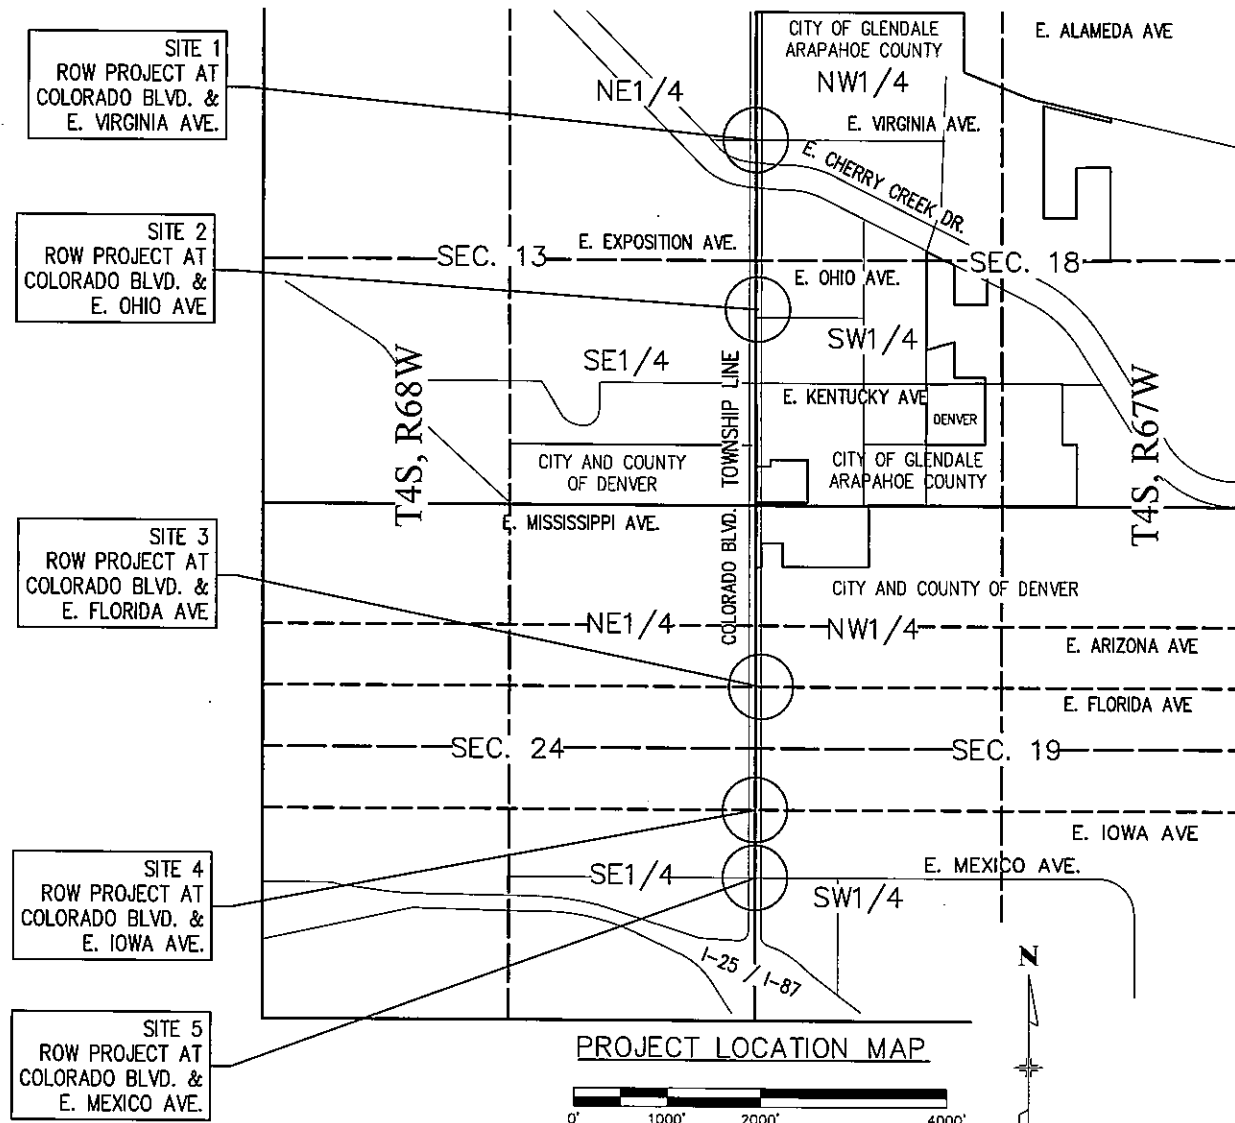 SITE 1
ROW PROJECT AT
COLORADO BLVD. &
E. VIRGINIA AVE.
SITE 2
ROW PROJECT AT
COLORADO BLVD. &
E. OHIO AVE
SITE 3
ROW PROJECT AT
COLORADO BLVD. &
E. FLORIDA AVE
SITE 4
ROW PROJECT AT
COLORADO BLVD. &
E. IOWA AVE.
SITE 5
ROW PROJECT AT
COLORADO BLVD. &
E. MEXICO AVE.
CITY OF GLENDALE
ARAPAHOE COUNTY
E. ALAMEDA AVE
NE1/4
NW1/4
E. VIRGINIA AVE.
E. CHERRY CREEK DR.
E. EXPOSITION AVE.
SEC. 13
SEC. 18
E. OHIO AVE.
SW1/4
SE1/4
T4S, R68W
TOWNSHIP LINE
E. KENTUCKY AVE
DENVER
T4S, R67W
CITY AND COUNTY
OF DENVER
CITY OF GLENDALE
ARAPAHOE COUNTY
E. MISSISSIPPI AVE.
COLORADO BLVD.
CITY AND COUNTY OF DENVER
NE1/4
NW1/4
E. ARIZONA AVE
E. FLORIDA AVE
SEC. 24
SEC. 19
E. IOWA AVE
E. MEXICO AVE.
SE1/4
SW1/4
I-25 / I-87
N
PROJECT LOCATION MAP
0' 1000' 2000' 4000'